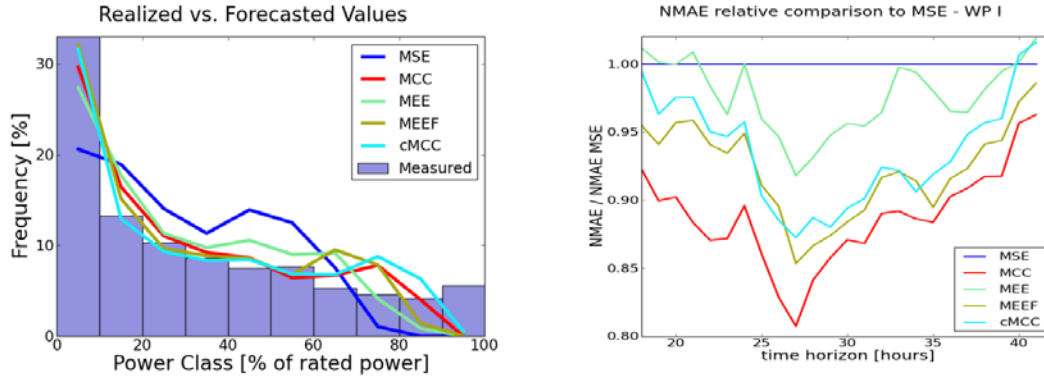 Realized vs. Forecasted Values
Frequency [%]
30
20
10
0
MSE
MCC
MEE
MEEF
cMCC
Measured
0 20 40 60 80 100
Power Class [% of rated power]
NMAE relative comparison to MSE - WP I
NMAE / NMAE MSE
1.00
0.95
0.90
0.85
0.80
MSE
MCC
MEE
MEEF
cMCC
20 25 30 35 40
time horizon [hours]